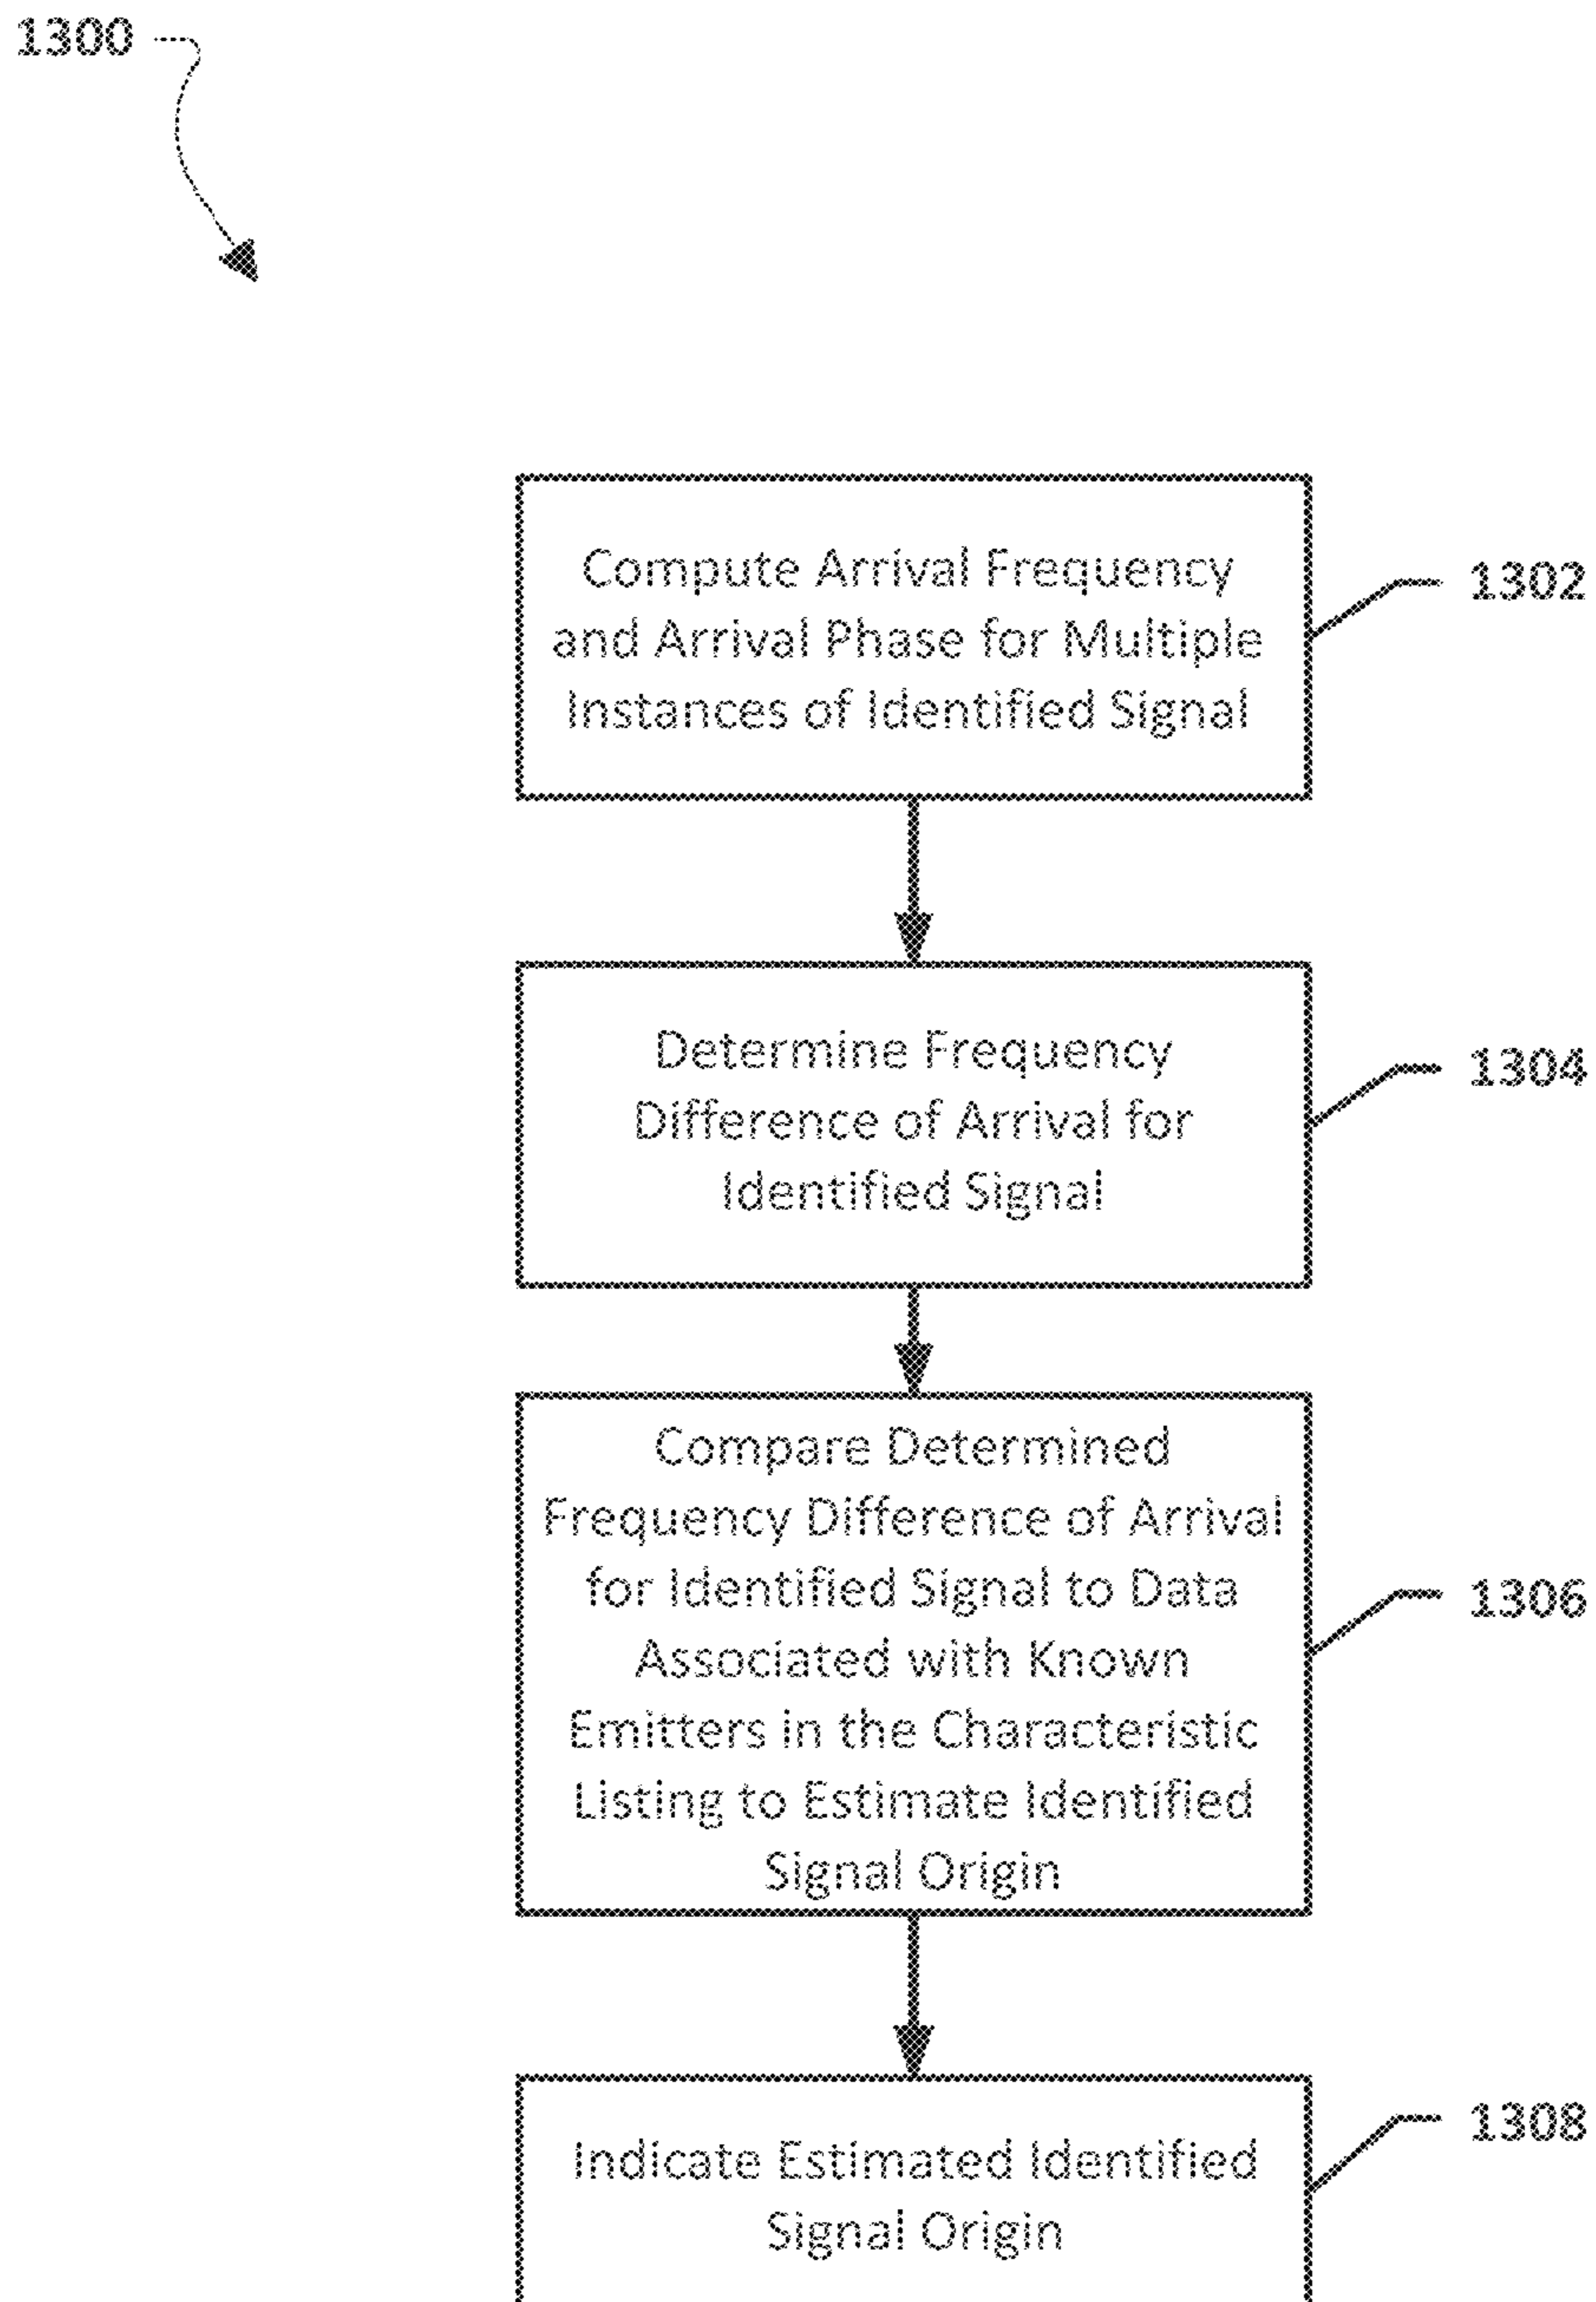 1300
Compute Arrival Frequency
and Arrival Phase for Multiple
Instances of Identified Signal
1302
Determine Frequency
Difference of Arrival for
Identified Signal
1304
Compare Determined
Frequency Difference of Arrival
for Identified Signal to Data
Associated with Known
Emitters in the Characteristic
Listing to Estimate Identified
Signal Origin
1306
Indicate Estimated Identified
Signal Origin
1308